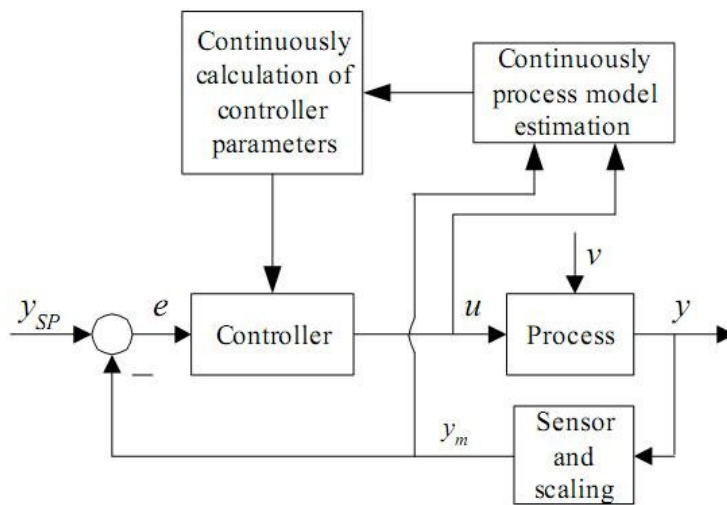 Continuously
calculation of
controller
parameters
Continuously
process model
estimation
v
y_SP
e
Controller
u
Process
y
–
y_m
Sensor
and
scaling